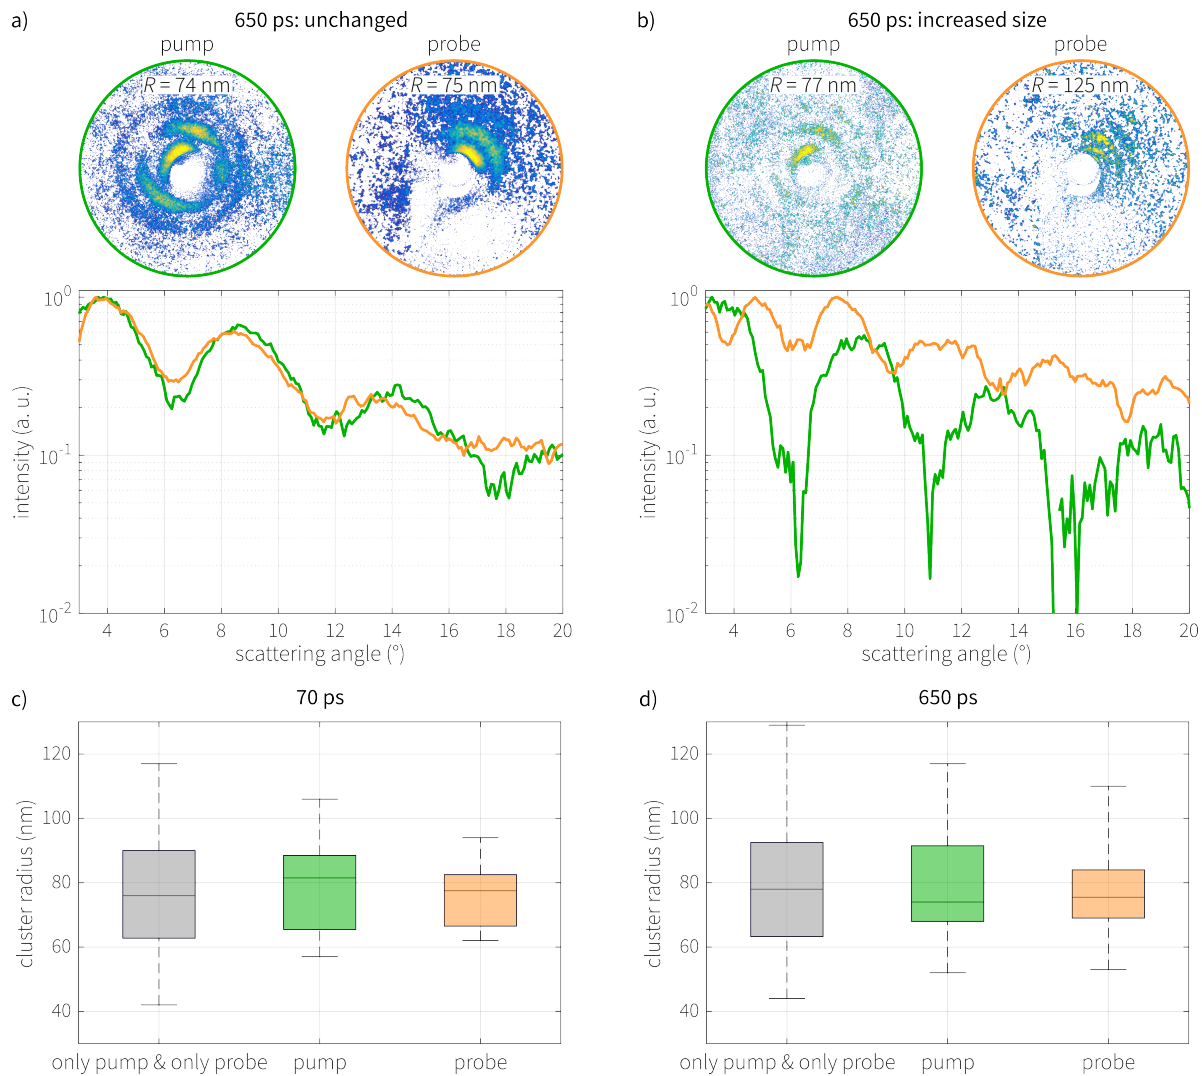 a)
650 ps: unchanged
pump
probe
R = 74 nm
R = 75 nm
10⁰
10⁻¹
10⁻²
intensity (a. u.)
4 6 8 10 12 14 16 18 20
scattering angle (°)
b)
650 ps: increased size
pump
probe
R = 77 nm
R = 125 nm
10⁰
10⁻¹
10⁻²
intensity (a. u.)
4 6 8 10 12 14 16 18 20
scattering angle (°)
c)
70 ps
120
100
80
60
40
cluster radius (nm)
only pump & only probe pump probe
d)
650 ps
120
100
80
60
40
cluster radius (nm)
only pump & only probe pump probe